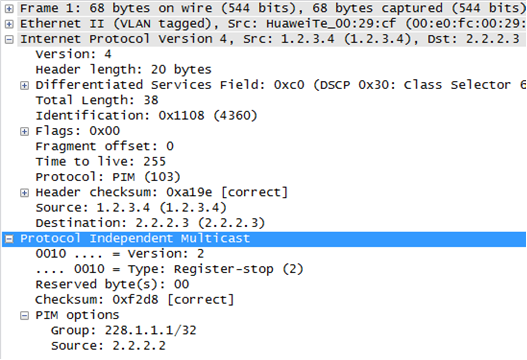 Frame 1: 68 bytes on wire (544 bits), 68 bytes captured (544 bits)
Ethernet II (VLAN tagged), Src: HuaweiTe_00:29:cf (00:e0:fc:00:29:
Internet Protocol Version 4, Src: 1.2.3.4 (1.2.3.4), Dst: 2.2.2.3
Version: 4
Header length: 20 bytes
Differentiated Services Field: 0xc0 (DSCP 0x30: Class Selector 6
Total Length: 38
Identification: 0x1108 (4360)
Flags: 0x00
Fragment offset: 0
Time to live: 255
Protocol: PIM (103)
Header checksum: 0xa19e [correct]
Source: 1.2.3.4 (1.2.3.4)
Destination: 2.2.2.3 (2.2.2.3)
Protocol Independent Multicast
0010 .... = Version: 2
.... 0010 = Type: Register-stop (2)
Reserved byte(s): 00
Checksum: 0xf2d8 [correct]
PIM options
Group: 228.1.1.1/32
Source: 2.2.2.2